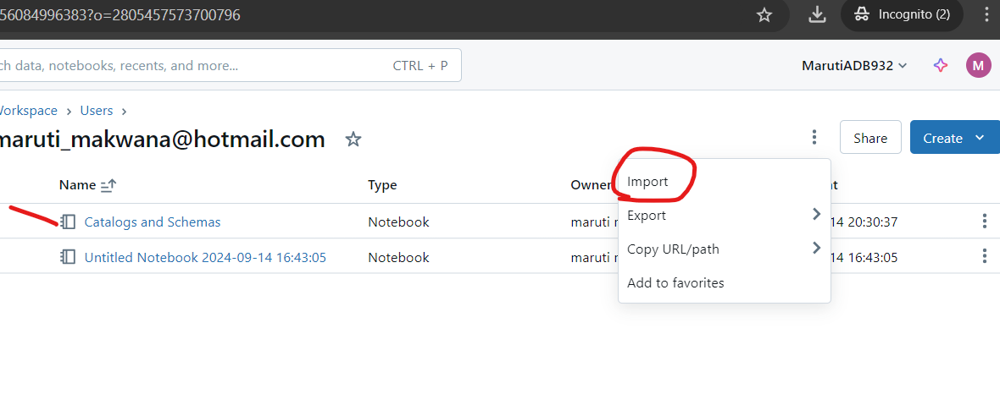 56084996383?o=2805457573700796
Incognito (2)
ch data, notebooks, recents, and more... CTRL + P
MarutiADB932
M
Workspace › Users ›
maruti_makwana@hotmail.com
Share
Create
Name Type Owner
Import
Catalogs and Schemas Notebook maruti 14 20:30:37
Export
Copy URL/path
Untitled Notebook 2024-09-14 16:43:05 Notebook maruti 14 16:43:05
Add to favorites